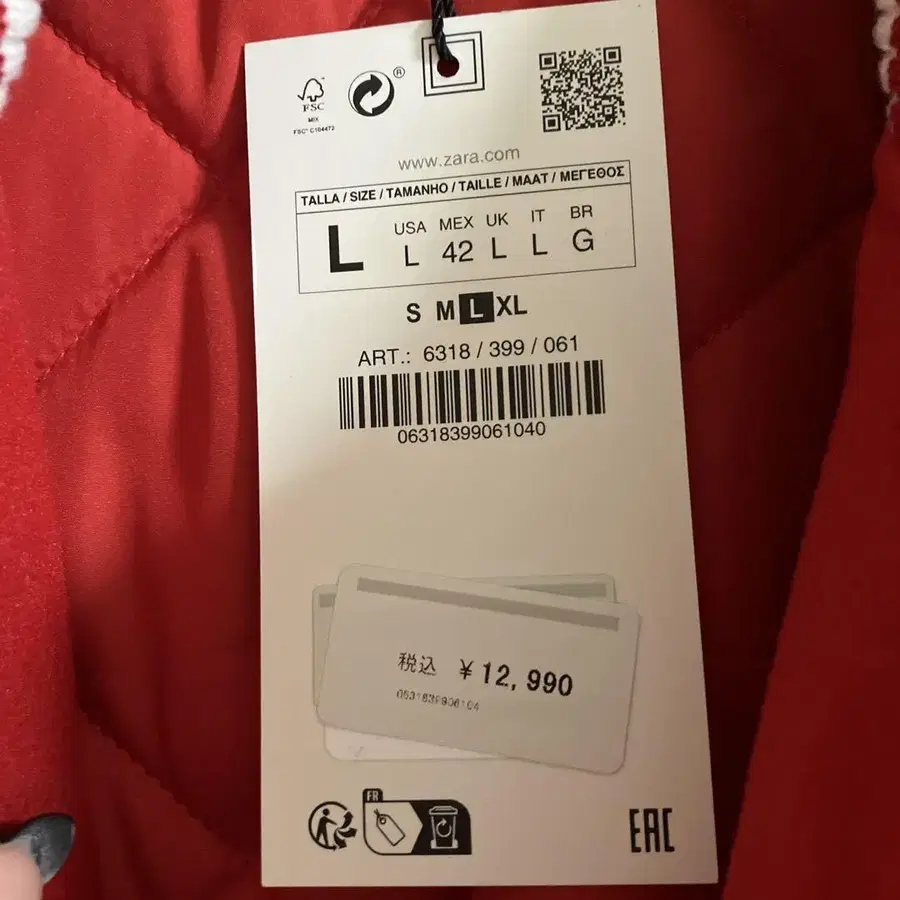 FSC
MIX
FSC® C104472
®
www.zara.com
TALLA / SIZE / TAMANHO / TAILLE / MAAT / ΜΕΓΕΘΟΣ
L
USA MEX UK IT BR
L 42 L L G
S M L XL
ART.: 6318 / 399 / 061
06318399061040
税込 ¥12,990
FR
EAC